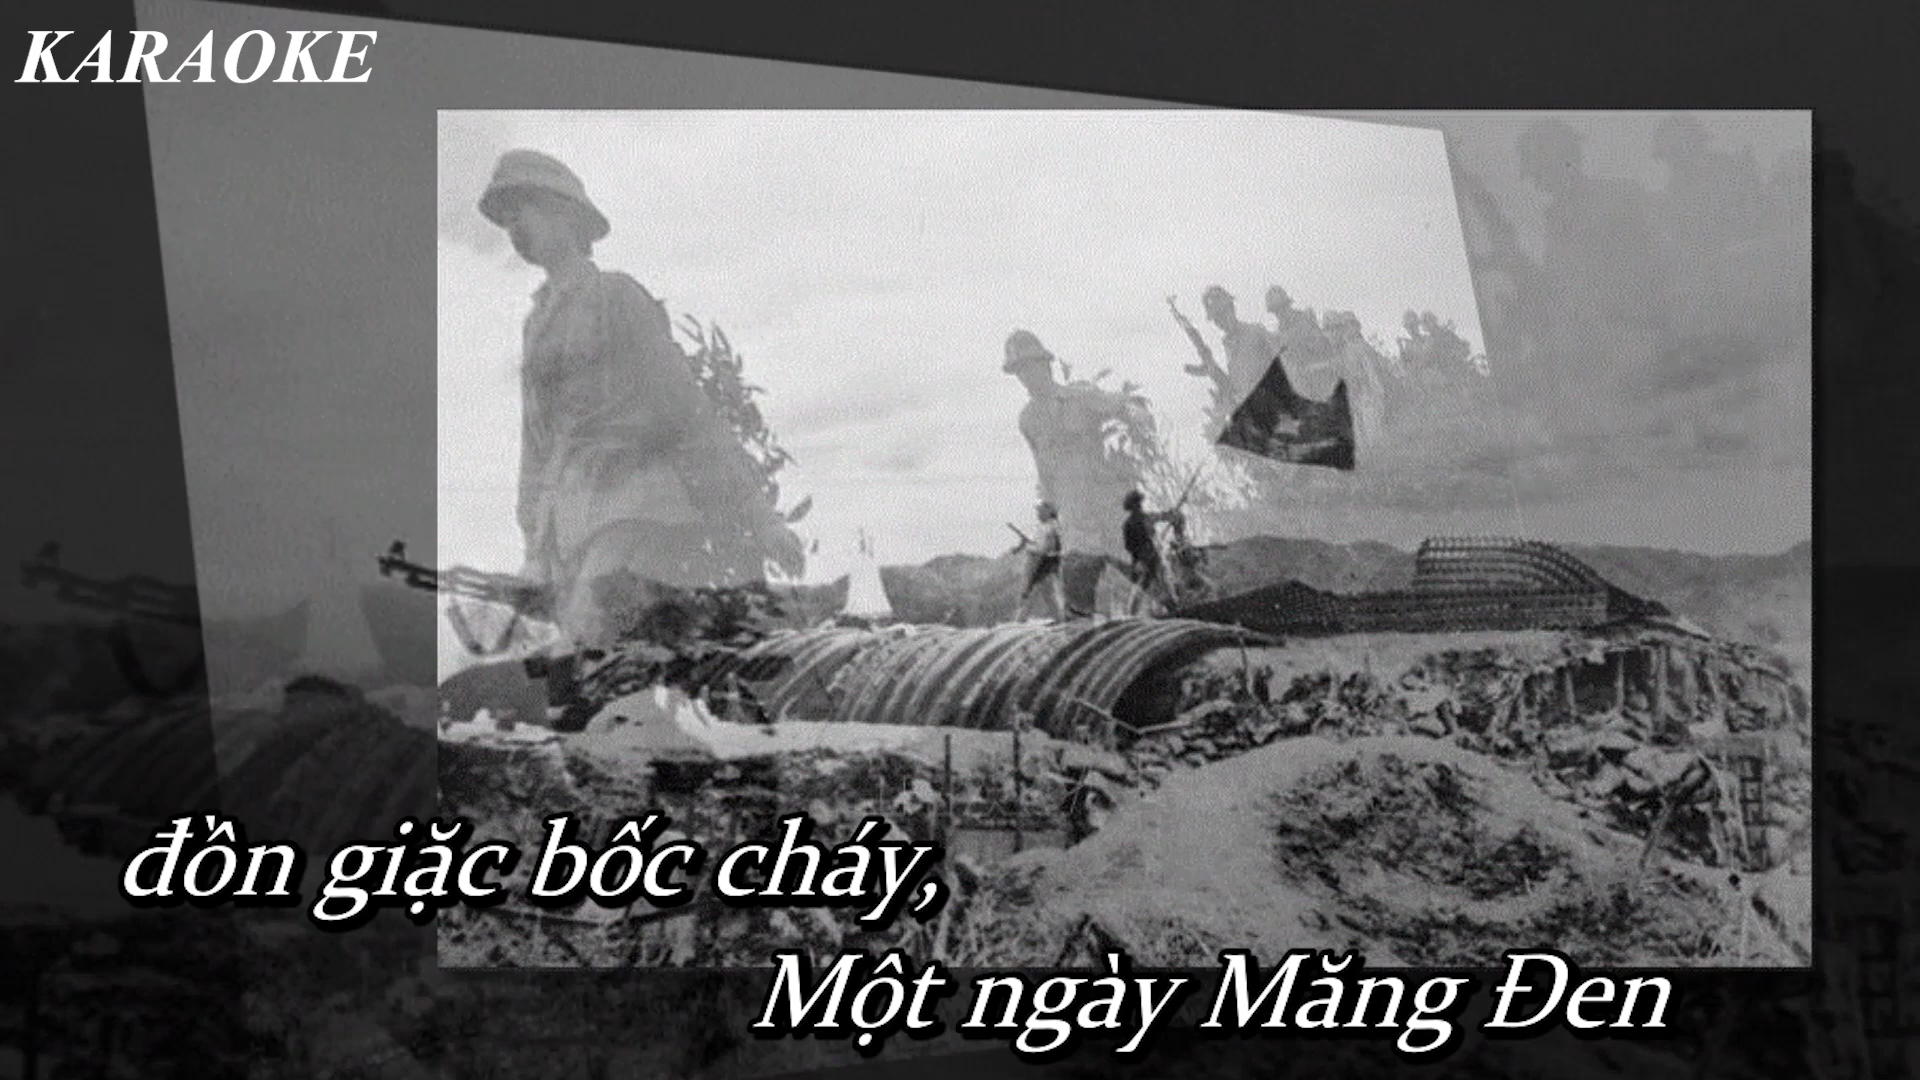 KARAOKE
đồn giặc bốc cháy,
Một ngày Măng Đen